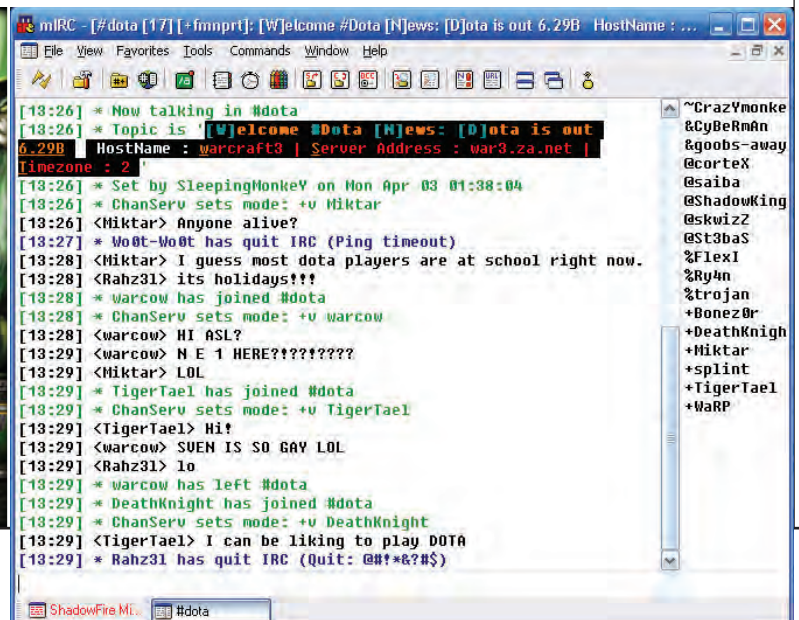 mIRC - [#dota [17] [+fmnprt]: [W]elcome #Dota [N]ews: [D]ota is out 6.29B HostName : ...
File View Favorites Tools Commands Window Help
[13:26] * Now talking in #dota
[13:26] * Topic is '[W]elcome #Dota [N]ews: [D]ota is out
6.29B | HostName : warcraft3 | Server Address : war3.za.net |
Timezone : 2 '
[13:26] * Set by SleepingMonkeY on Mon Apr 03 01:38:04
[13:26] * ChanServ sets mode: +v Miktar
[13:26] <Miktar> Anyone alive?
[13:27] * Wo0t-Wo0t has quit IRC (Ping timeout)
[13:28] <Miktar> I guess most dota players are at school right now.
[13:28] <Rahz3l> its holidays!!!
[13:28] * warcow has joined #dota
[13:28] * ChanServ sets mode: +v warcow
[13:28] <warcow> HI ASL?
[13:29] <warcow> N E 1 HERE?!??!????
[13:29] <Miktar> LOL
[13:29] * TigerTael has joined #dota
[13:29] * ChanServ sets mode: +v TigerTael
[13:29] <TigerTael> Hi!
[13:29] <warcow> SVEN IS SO GAY LOL
[13:29] <Rahz3l> lo
[13:29] * warcow has left #dota
[13:29] * DeathKnight has joined #dota
[13:29] * ChanServ sets mode: +v DeathKnight
[13:29] <TigerTael> I can be liking to play DOTA
[13:29] * Rahz3l has quit IRC (Quit: @#!*&?#$)
~CrazYmonke
&CyBeRmAn
&goobs-away
@corteX
@saiba
@ShadowKing
@skwizZ
@St3baS
%FlexI
%Ry4n
%trojan
+Bonez0r
+DeathKnigh
+Miktar
+splint
+TigerTael
+WaRP
ShadowFire Mi...
#dota